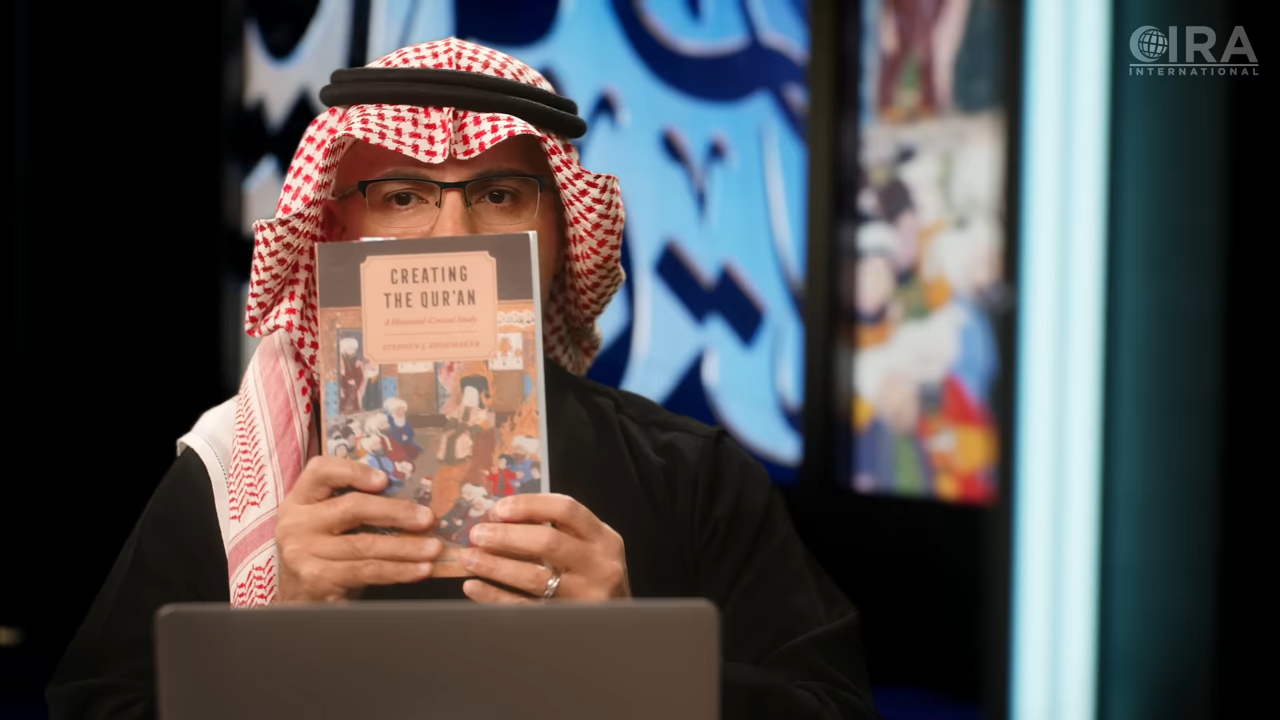 CIRA
INTERNATIONAL
CREATING
THE QUR'AN
A Historical-Critical Study
STEPHEN J. SHOEMAKER